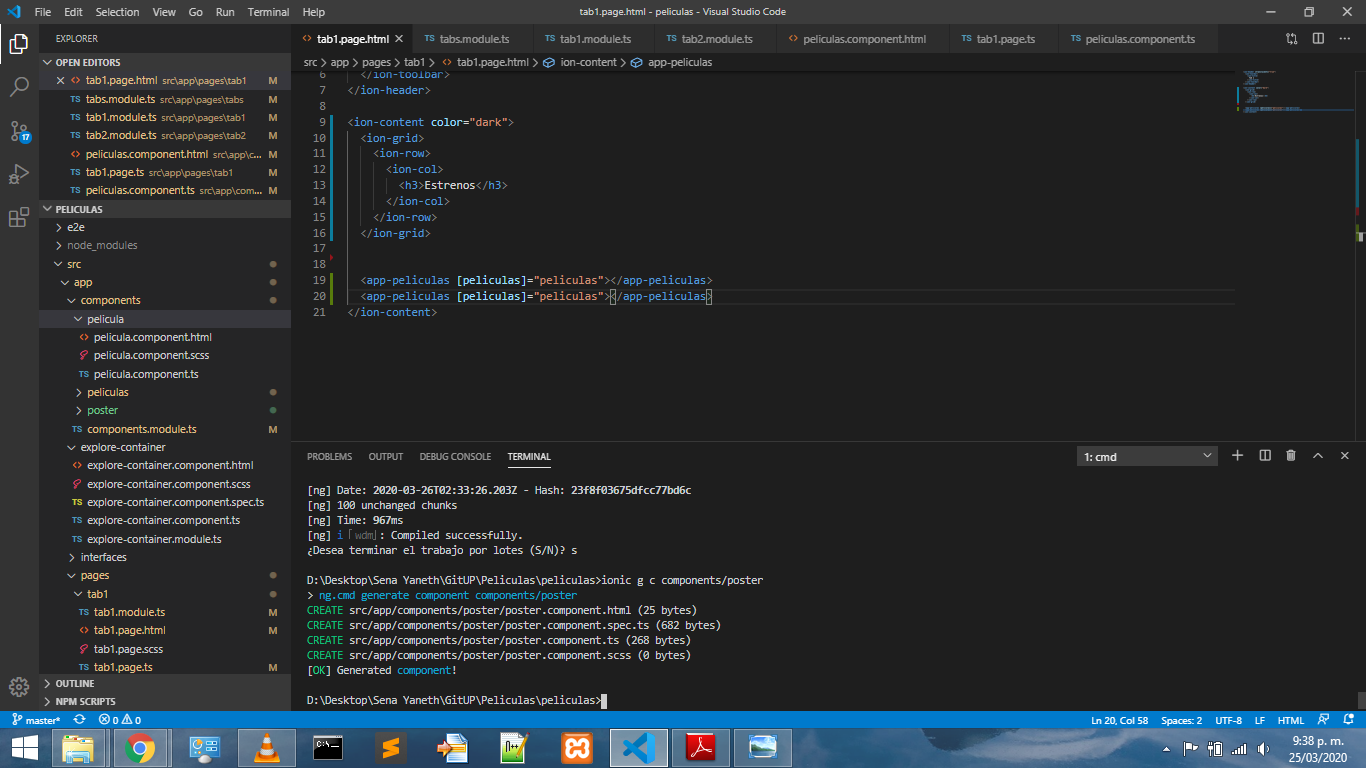 File Edit Selection View Go Run Terminal Help
tab1.page.html - peliculas - Visual Studio Code
EXPLORER
OPEN EDITORS
tab1.page.html src\app\pages\tab1 M
tabs.module.ts src\app\pages\tabs M
tab1.module.ts src\app\pages\tab1 M
tab2.module.ts src\app\pages\tab2 M
peliculas.component.html src\app\c... M
tab1.page.ts src\app\pages\tab1 M
peliculas.component.ts src\app\com... M
PELICULAS
e2e
node_modules
src
app
components
pelicula
pelicula.component.html
pelicula.component.scss
pelicula.component.ts
peliculas
poster
components.module.ts M
explore-container
explore-container.component.html
explore-container.component.scss
explore-container.component.spec.ts
explore-container.component.ts
explore-container.module.ts
interfaces
pages
tab1
tab1.module.ts M
tab1.page.html M
tab1.page.scss
tab1.page.ts M
OUTLINE
NPM SCRIPTS
17
tab1.page.html tabs.module.ts tab1.module.ts tab2.module.ts peliculas.component.html tab1.page.ts peliculas.component.ts
src > app > pages > tab1 > tab1.page.html > ion-content > app-peliculas
6 </ion-toolbar>
7 </ion-header>
8
9 <ion-content color="dark">
10 <ion-grid>
11 <ion-row>
12 <ion-col>
13 <h3>Estrenos</h3>
14 </ion-col>
15 </ion-row>
16 </ion-grid>
17
18
19 <app-peliculas [peliculas]="peliculas"></app-peliculas>
20 <app-peliculas [peliculas]="peliculas"></app-peliculas>
21 </ion-content>
PROBLEMS OUTPUT DEBUG CONSOLE TERMINAL
1: cmd
[ng] Date: 2020-03-26T02:33:26.203Z - Hash: 23f8f03675dfcc77bd6c
[ng] 100 unchanged chunks
[ng] Time: 967ms
[ng] i「wdm」: Compiled successfully.
¿Desea terminar el trabajo por lotes (S/N)? s
D:\Desktop\Sena Yaneth\GitUP\Peliculas\peliculas>ionic g c components/poster
> ng.cmd generate component components/poster
CREATE src/app/components/poster/poster.component.html (25 bytes)
CREATE src/app/components/poster/poster.component.spec.ts (682 bytes)
CREATE src/app/components/poster/poster.component.ts (268 bytes)
CREATE src/app/components/poster/poster.component.scss (0 bytes)
[OK] Generated component!
D:\Desktop\Sena Yaneth\GitUP\Peliculas\peliculas>
master* 0 0
Ln 20, Col 58 Spaces: 2 UTF-8 LF HTML
9:38 p. m.
25/03/2020